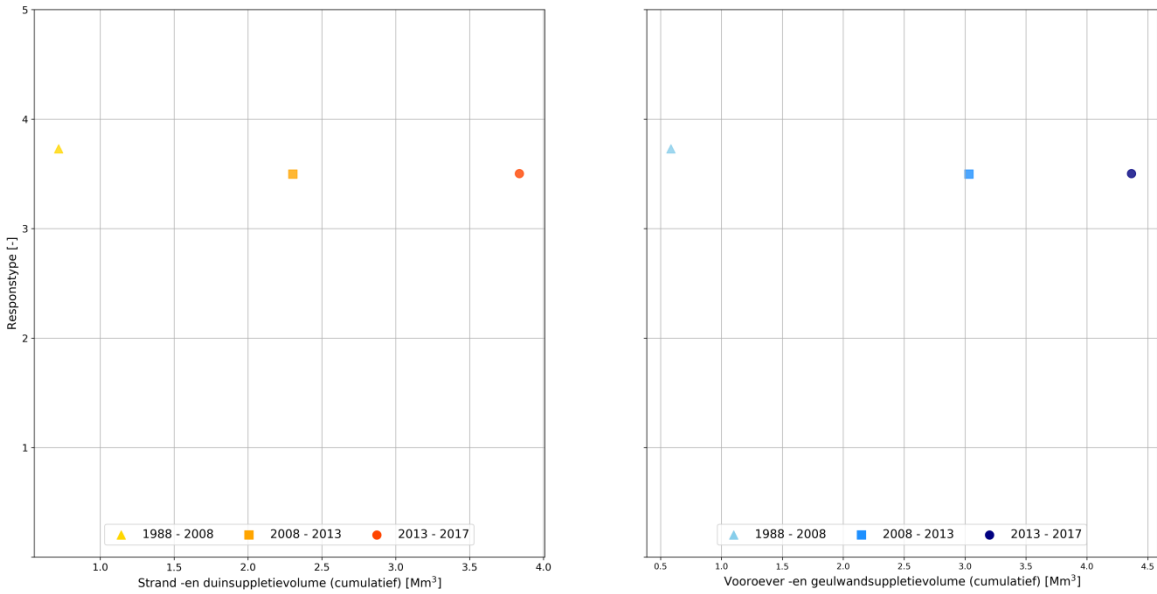 5
4
3
2
1
Responstype [-]
1988 - 2008 2008 - 2013 2013 - 2017
1.0 1.5 2.0 2.5 3.0 3.5 4.0
Strand -en duinsuppletievolume (cumulatief) [Mm³]
1988 - 2008 2008 - 2013 2013 - 2017
0.5 1.0 1.5 2.0 2.5 3.0 3.5 4.0 4.5
Vooroever -en geulwandsuppletievolume (cumulatief) [Mm³]